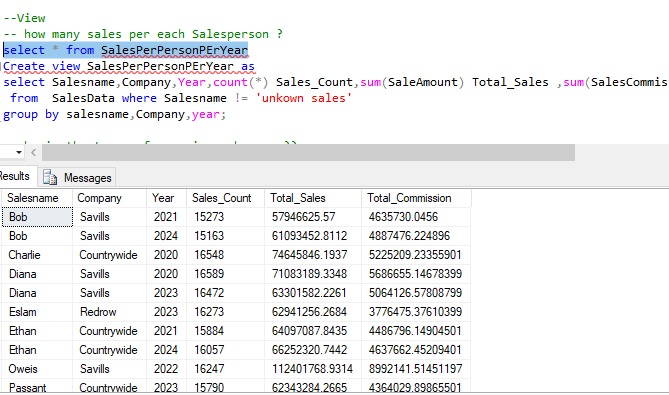 --View
-- how many sales per each Salesperson ?
select * from SalesPerPersonPErYear
Create view SalesPerPersonPErYear as
select Salesname,Company,Year,count(*) Sales_Count,sum(SaleAmount) Total_Sales ,sum(SalesCommis
from SalesData where Salesname != 'unkown sales'
group by salesname,Company,year;
Results Messages
Salesname Company Year Sales_Count Total_Sales Total_Commission
Bob Savills 2021 15273 57946625.57 4635730.0456
Bob Savills 2024 15163 61093452.8112 4887476.224896
Charlie Countrywide 2020 16548 74645846.1937 5225209.23355901
Diana Savills 2020 16589 71083189.3348 5686655.14678399
Diana Savills 2023 16472 63301582.2261 5064126.57808799
Eslam Redrow 2023 16273 62941256.2684 3776475.37610399
Ethan Countrywide 2021 15884 64097087.8435 4486796.14904501
Ethan Countrywide 2024 16057 66252320.7442 4637662.45209401
Oweis Savills 2022 16247 112401768.9314 8992141.51451197
Passant Countrywide 2023 15790 62343284.2665 4364029.89865501